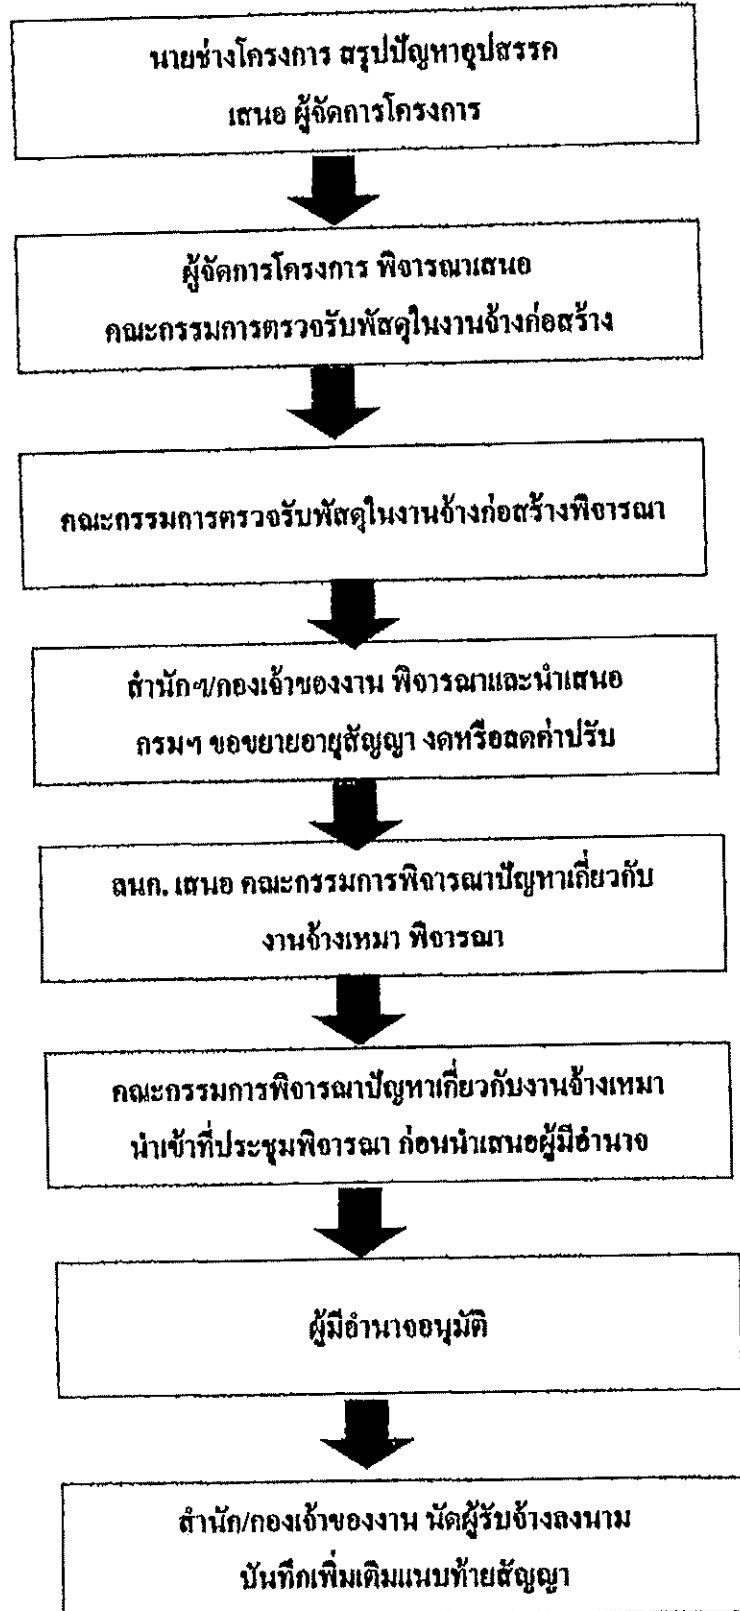 นายช่างโครงการ สรุปปัญหาอุปสรรค
เสนอ ผู้จัดการโครงการ
ผู้จัดการโครงการ พิจารณาเสนอ
คณะกรรมการตรวจรับพัสดุในงานจ้างก่อสร้าง
คณะกรรมการตรวจรับพัสดุในงานจ้างก่อสร้างพิจารณา
สำนักฯ/กองเจ้าของงาน พิจารณาและนำเสนอ
กรมฯ ขอขยายอายุสัญญา งดหรือลดค่าปรับ
ลนก. เสนอ คณะกรรมการพิจารณาปัญหาเกี่ยวกับ
งานจ้างเหมา พิจารณา
คณะกรรมการพิจารณาปัญหาเกี่ยวกับงานจ้างเหมา
นำเข้าที่ประชุมพิจารณา ก่อนนำเสนอผู้มีอำนาจ
ผู้มีอำนาจอนุมัติ
สำนัก/กองเจ้าของงาน นัดผู้รับจ้างลงนาม
บันทึกเพิ่มเติมแนบท้ายสัญญา